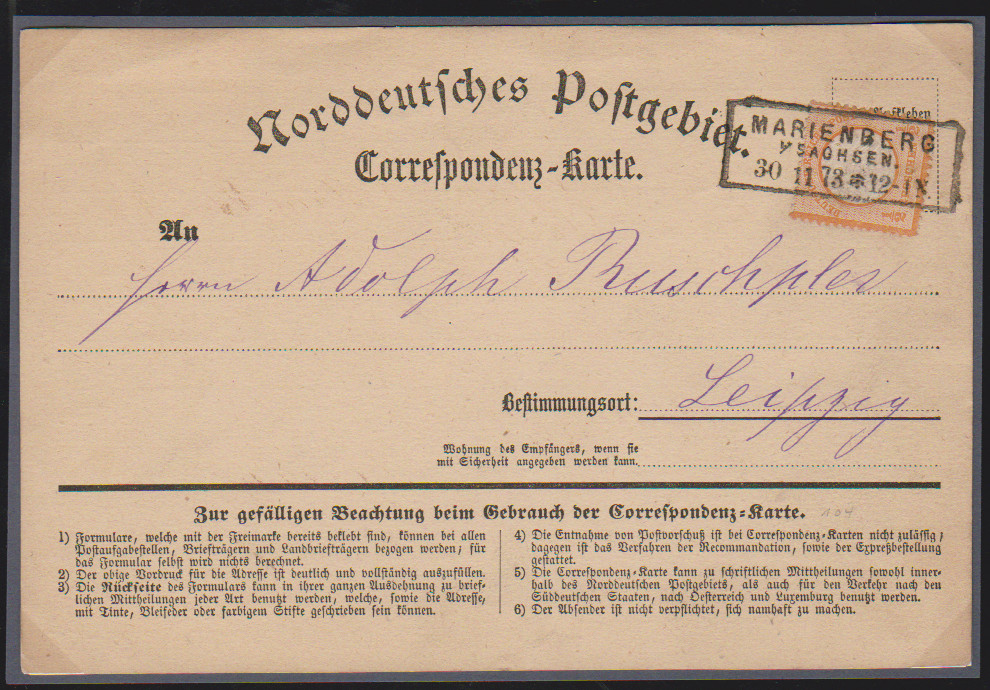 Norddeutsches Postgebiet.
Correspondenz-Karte.
MARIENBERG
I/SACHSEN.
30 11 73 * 12-IX
An
Herrn Adolph Ruschpler
Bestimmungsort: Leipzig
Wohnung des Empfängers, wenn sie
mit Sicherheit angegeben werden kann.
104
Zur gefälligen Beachtung beim Gebrauch der Correspondenz-Karte.
1) Formulare, welche mit der Freimarke bereits beklebt sind, können bei allen
Postaufgabestellen, Briefträgern und Landbriefträgern bezogen werden; für
das Formular selbst wird nichts berechnet.
2) Der obige Vordruck für die Adresse ist deutlich und vollständig auszufüllen.
3) Die Rückseite des Formulars kann in ihrer ganzen Ausdehnung zu brief-
lichen Mittheilungen jeder Art benutzt worden, welche, sowie die Adresse,
mit Tinte, Bleifeder oder farbigem Stifte geschrieben sein können.
4) Die Entnahme von Postvorschuß ist bei Correspondenz-Karten nicht zulässig;
dagegen ist das Verfahren der Recommandation, sowie der Expreßbestellung
gestattet.
5) Die Correspondenz-Karte kann zu schriftlichen Mittheilungen sowohl inner-
halb des Norddeutschen Postgebiets, als auch für den Verkehr nach den
Süddeutschen Staaten, nach Oesterreich und Luxemburg benutzt werden.
6) Der Absender ist nicht verpflichtet, sich namhaft zu machen.